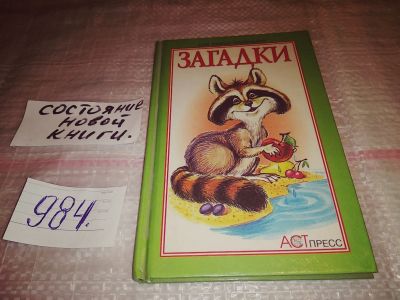 состояние
новой
книги.
984.
ЗАГАДКИ
АСТ ПРЕСС